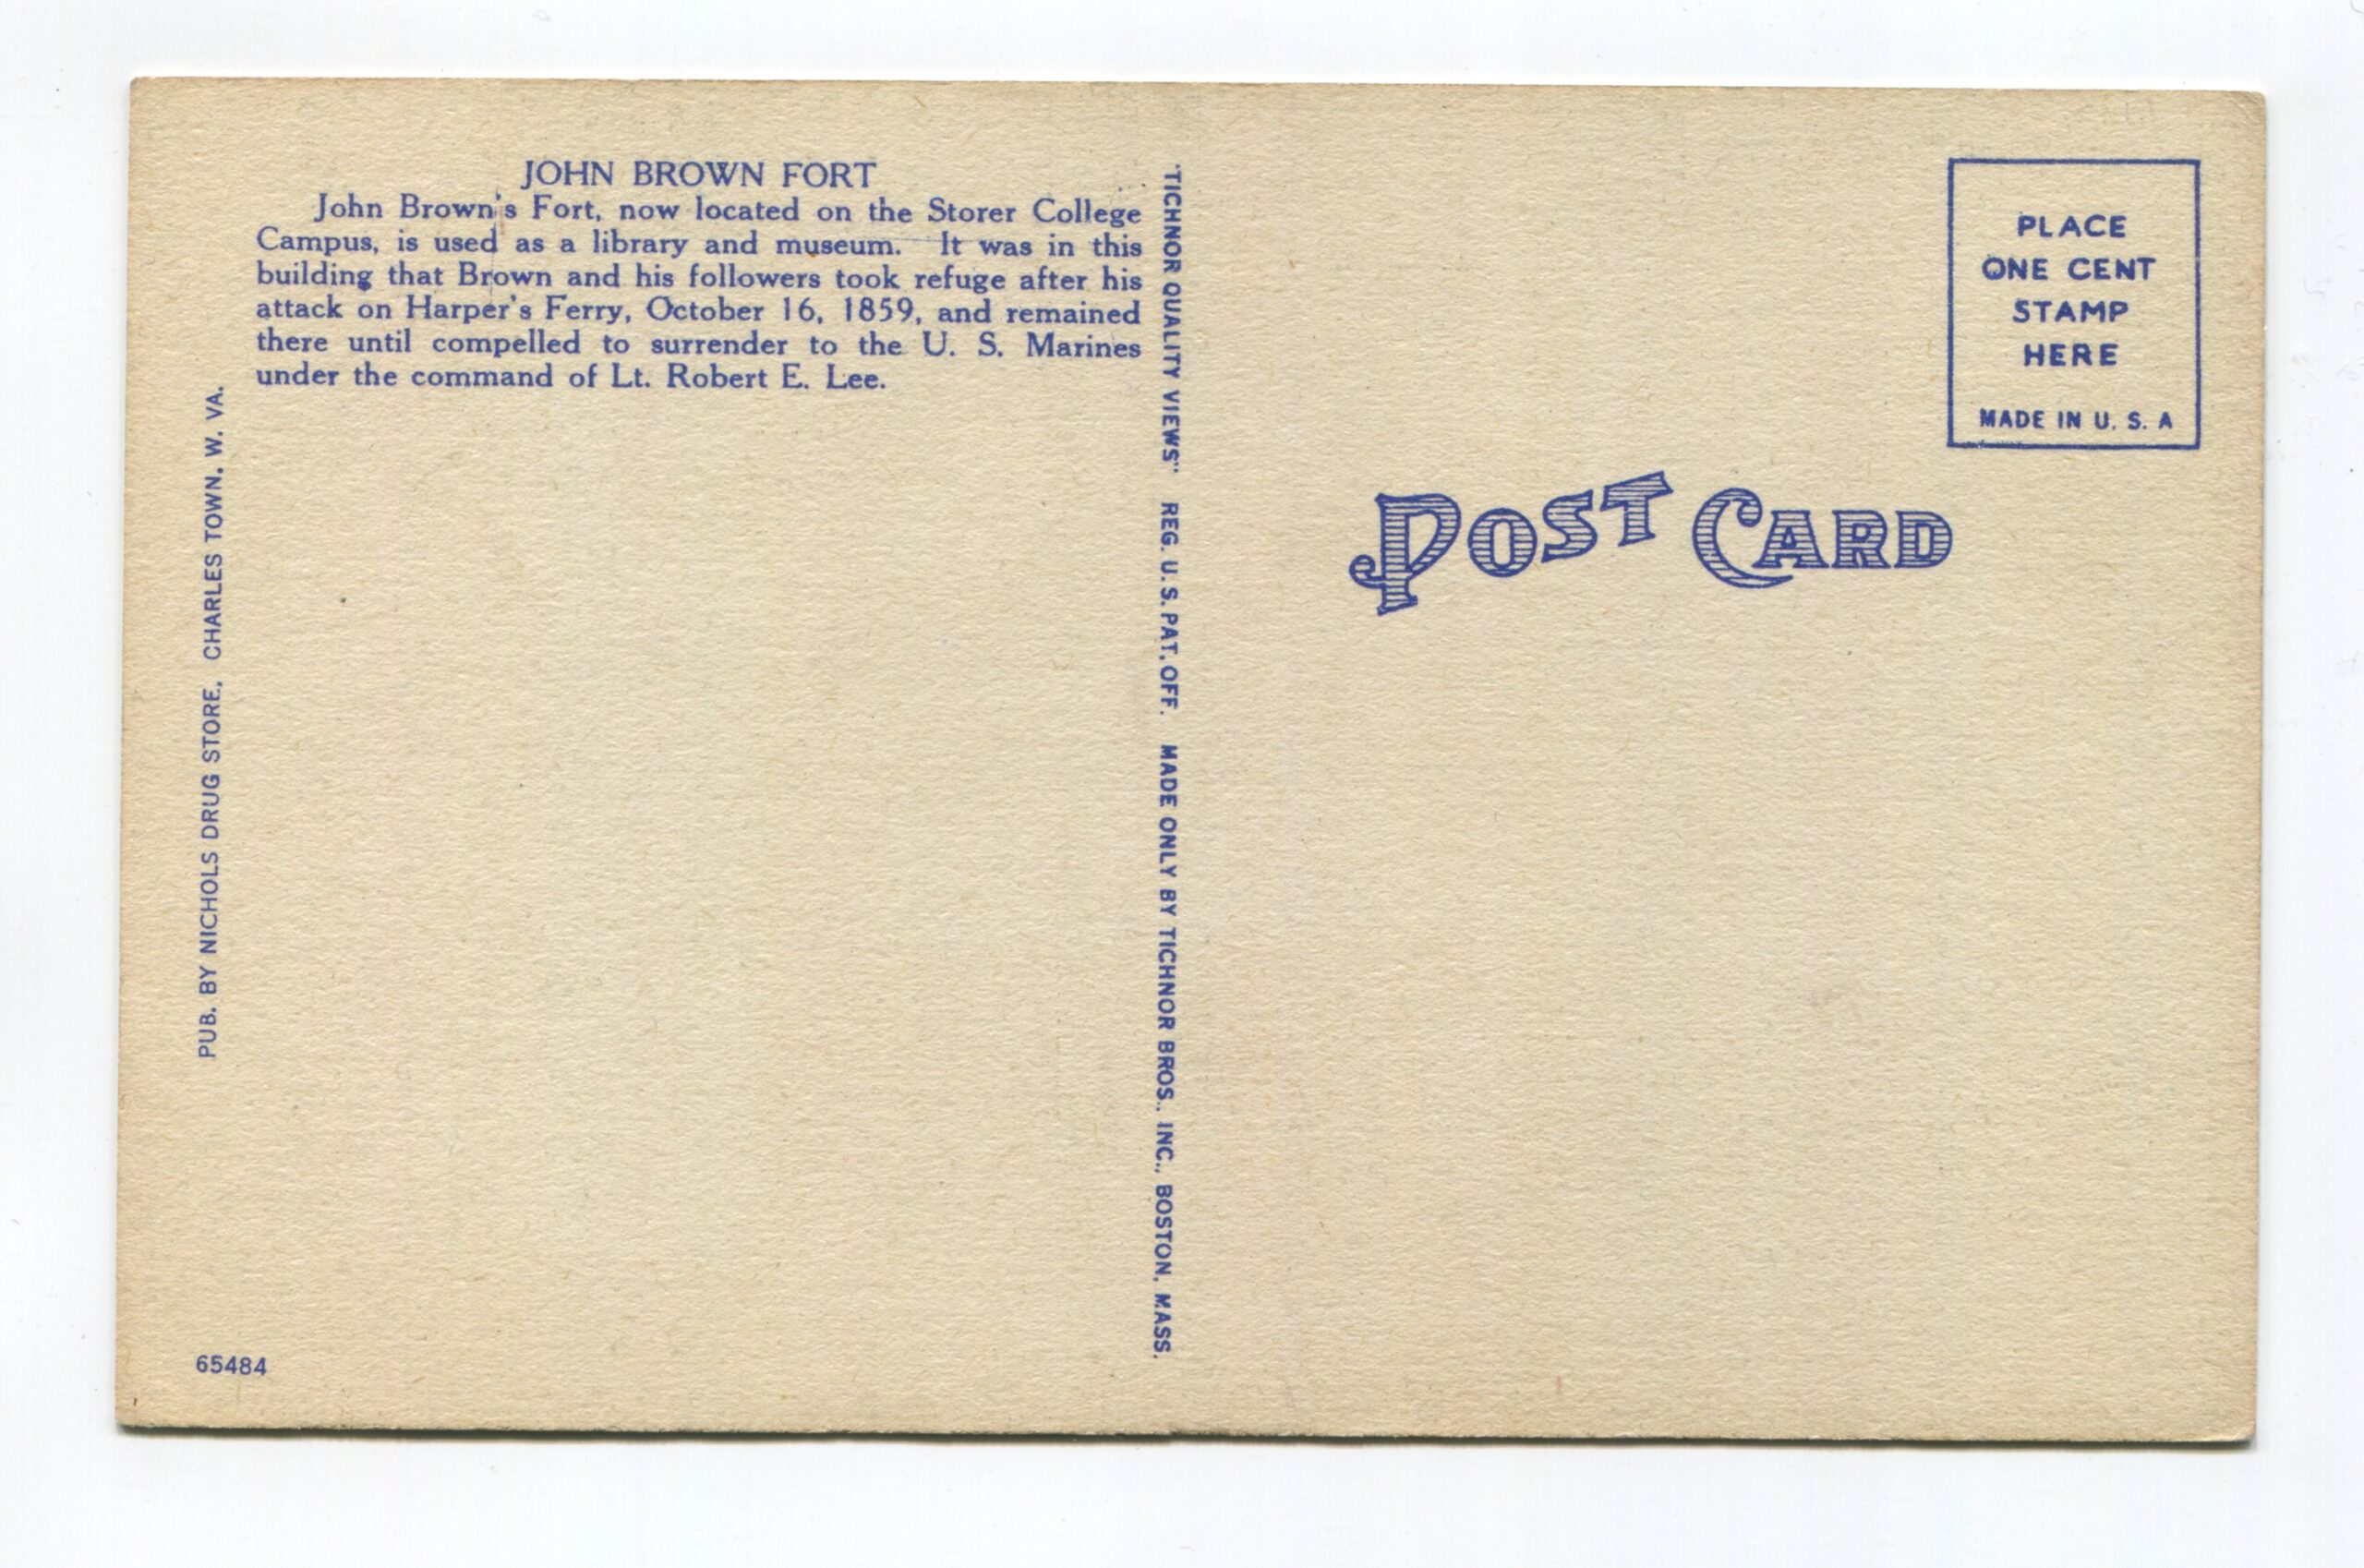 JOHN BROWN FORT
John Brown's Fort, now located on the Storer College
Campus, is used as a library and museum. It was in this
building that Brown and his followers took refuge after his
attack on Harper's Ferry, October 16, 1859, and remained
there until compelled to surrender to the U. S. Marines
under the command of Lt. Robert E. Lee.
PUB. BY NICHOLS DRUG STORE, CHARLES TOWN, W. VA.
65484
"TICHNOR QUALITY VIEWS" REG. U. S. PAT. OFF. MADE ONLY BY TICHNOR BROS., INC., BOSTON, MASS.
POST CARD
PLACE
ONE CENT
STAMP
HERE
MADE IN U. S. A